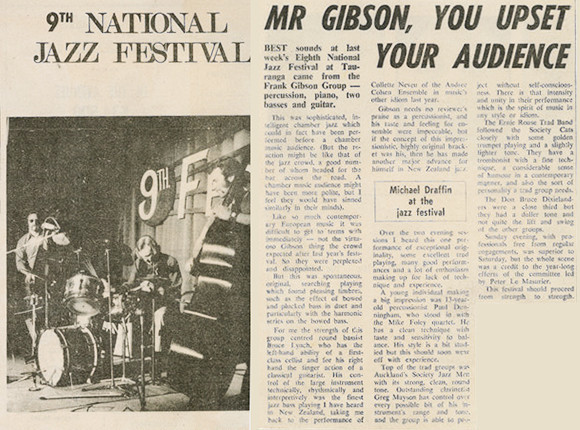 9TH NATIONAL
JAZZ FESTIVAL
9TH F
MR GIBSON, YOU UPSET
YOUR AUDIENCE
BEST sounds at last
week's Eighth National
Jazz Festival at Tau-
ranga came from the
Frank Gibson Group —
percussion, piano, two
basses and guitar.
This was sophisticated, in-
telligent chamber jazz which
could in fact have been per-
formed before a chamber
music audience. (But the re-
action might be like that of
the jazz crowd, a good num-
ber of whom headed for the
bar across the road. A
chamber music audience might
have been more polite, but I
feel they would have sinned
similarly in their minds).
Like so much contempor-
ary European music it was
difficult to get to terms with
immediately — not the virtuo-
so Gibson thing the crowd
expected after last year's festi-
val. So they were perplexed
and disappointed.
But this was spontaneous,
original, searching playing
which found pleasing timbres,
such as the effect of bowed
and plucked bass in duet and
particularly with the harmonic
series on the bowed bass.
For me the strength of Gib
group control round bassist
Bruce Lynch, who has the
left-hand ability of a first-
class cellist and for his right
hand the finger action of a
classical guitarist. His con-
trol of the large instrument
technically, rhythmically and
interpretively was the finest
jazz bass playing I have heard
in New Zealand, taking me
back to the performance of
Collette Neveu of the Andree
Cohen Ensemble in music's
other idiom last year.
Gibson needs no reviewer's
praise in a percussionist, and
his taste and feeling for en-
semble were impeccable, but
if the concept of this impres-
sionistic, highly original brack-
et was his, then he has made
another major advance for
himself in New Zealand jazz.
Michael Draffin
at the
jazz festival
Over the two evening ses-
sions I heard this one per-
formance of exceptional orig-
inality, some excellent trad
playing, many good perform-
ances and a lot of enthusiasm
making up for lack of tech-
nique and experience.
A young individual making
a big impression was 13-year-
old percussionist Paul Dorn-
ingham, who stood in with
the Mike Foley quartet. He
has a clean technique with
taste and sensitivity to bal-
ance. His style is a bit stud-
ied but this should soon wear
off with experience.
Top of the trad groups was
Auckland's Society Jazz Men
with its strong, clean, round
tone. Outstanding clarinettist
Greg Mayson has control over
every possible bit of his in-
strument's range and tone,
and the group is able to pro-
ject without self-conscious-
ness. There is that intensity
and unity in their performance
which is the spirit of music in
any style or idiom.
The Ernie Rouse Trad Band
followed the Society Cats
closely with some golden
trumpet playing and a slightly
lighter tone. They have a
trombonist with a fine tech-
nique, a considerable sense
of humour in a contemporary
manner, and also the sort of
personality a trad group needs.
The Don Bruce Dixieland-
ers were a close third but
they had a duller tone and
not quite the lift and swing
of the other groups.
Sunday evening, with pro-
fessionals free from regular
engagements, was superior to
Saturday, but the whole scene
was a credit to the year-long
efforts of the committee led
by Peter Le Masurier.
This festival should proceed
from strength to strength.